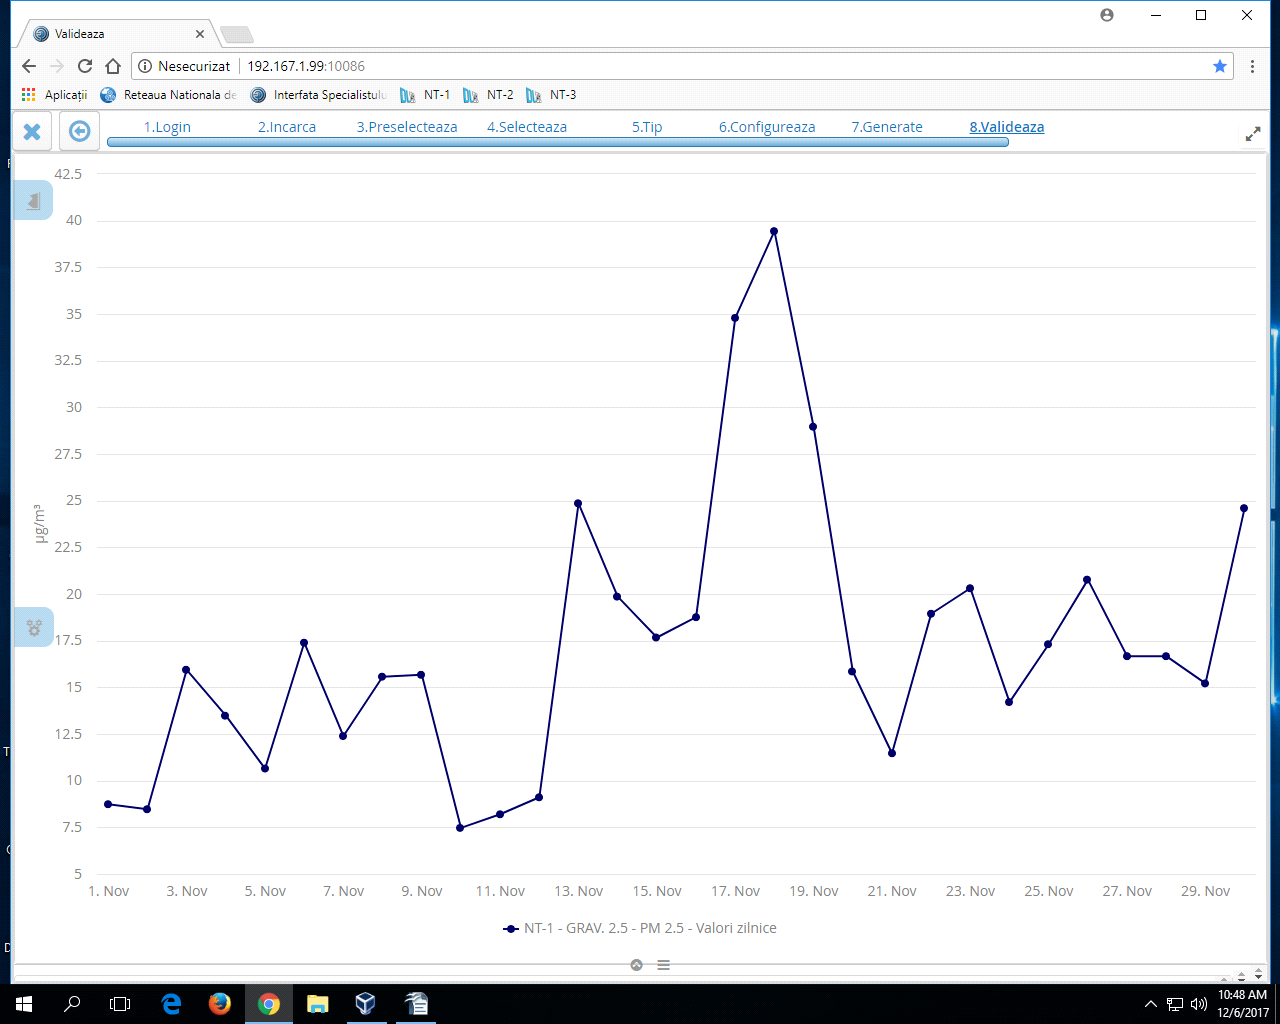 Valideaza
Nesecurizat 192.167.1.99:10086
Aplicații Reteaua Nationala de Interfata Specialistulu NT-1 NT-2 NT-3
1.Login 2.Incarca 3.Preselecteaza 4.Selecteaza 5.Tip 6.Configureaza 7.Generate 8.Valideaza
42.5
40
37.5
35
32.5
30
27.5
25
22.5
20
17.5
15
12.5
10
7.5
5
µg/m³
1. Nov 3. Nov 5. Nov 7. Nov 9. Nov 11. Nov 13. Nov 15. Nov 17. Nov 19. Nov 21. Nov 23. Nov 25. Nov 27. Nov 29. Nov
NT-1 - GRAV. 2.5 - PM 2.5 - Valori zilnice
10:48 AM
12/6/2017